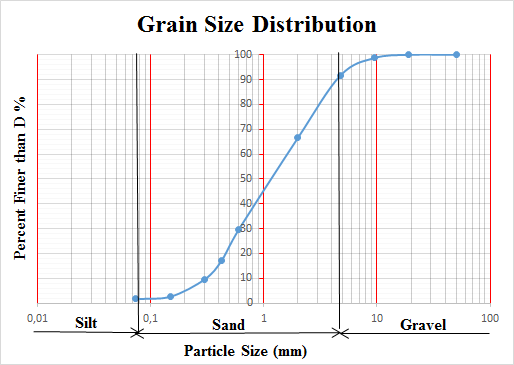 Grain Size Distribution
Percent Finer than D %
100
90
80
70
60
50
40
30
20
10
0
0,01 0,1 1 10 100
Silt Sand Gravel
Particle Size (mm)